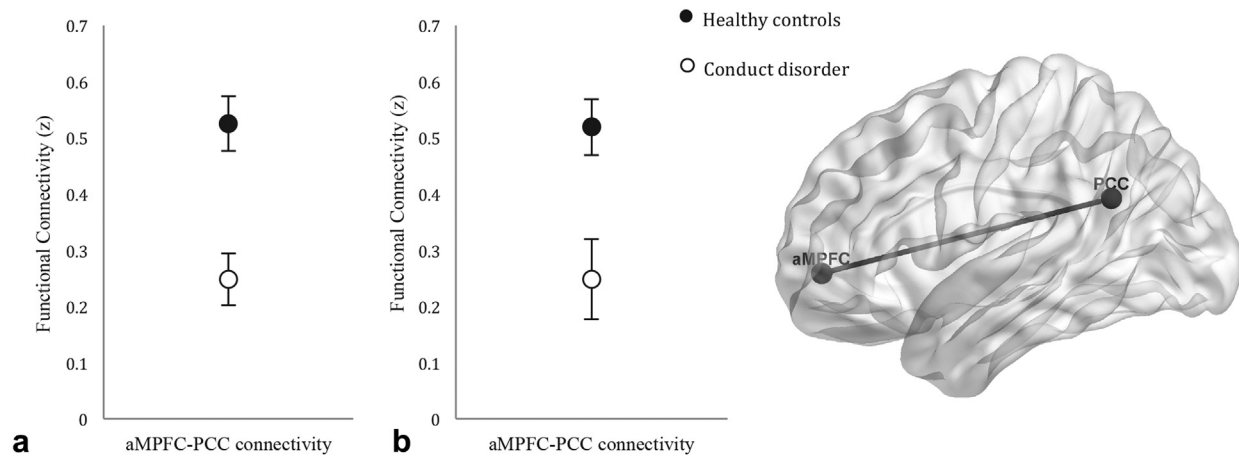 0.7
0.6
0.5
0.4
0.3
0.2
0.1
0
Functional Connectivity (z)
aMPFC-PCC connectivity
a
0.7
0.6
0.5
0.4
0.3
0.2
0.1
0
Functional Connectivity (z)
aMPFC-PCC connectivity
b
Healthy controls
Conduct disorder
PCC
aMPFC